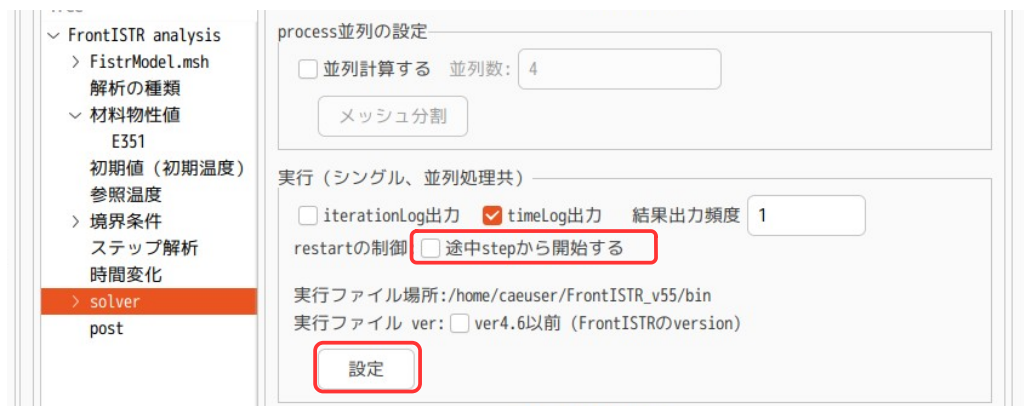 FrontISTR analysis
FistrModel.msh
解析の種類
材料物性値
E351
初期値（初期温度）
参照温度
境界条件
ステップ解析
時間変化
solver
post
process並列の設定
並列計算する 並列数: 4
メッシュ分割
実行（シングル、並列処理共）
iterationLog出力 timeLog出力 結果出力頻度 1
restartの制御 途中stepから開始する
実行ファイル場所:/home/caeuser/FrontISTR_v55/bin
実行ファイル ver: ver4.6以前（FrontISTRのversion）
設定